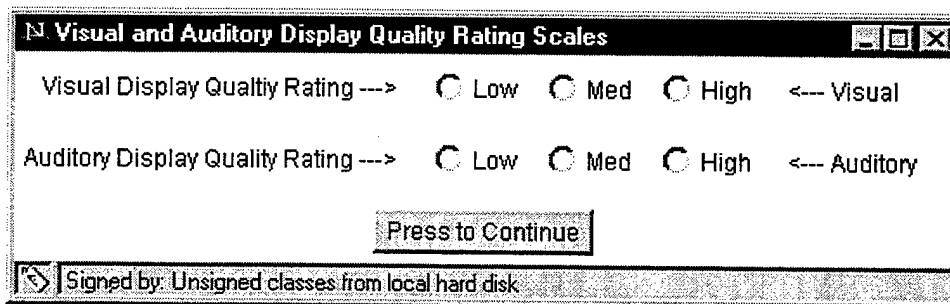 N Visual and Auditory Display Quality Rating Scales
Visual Display Qualtiy Rating ---> Low Med High <--- Visual
Auditory Display Quality Rating ---> Low Med High <--- Auditory
Press to Continue
Signed by: Unsigned classes from local hard disk